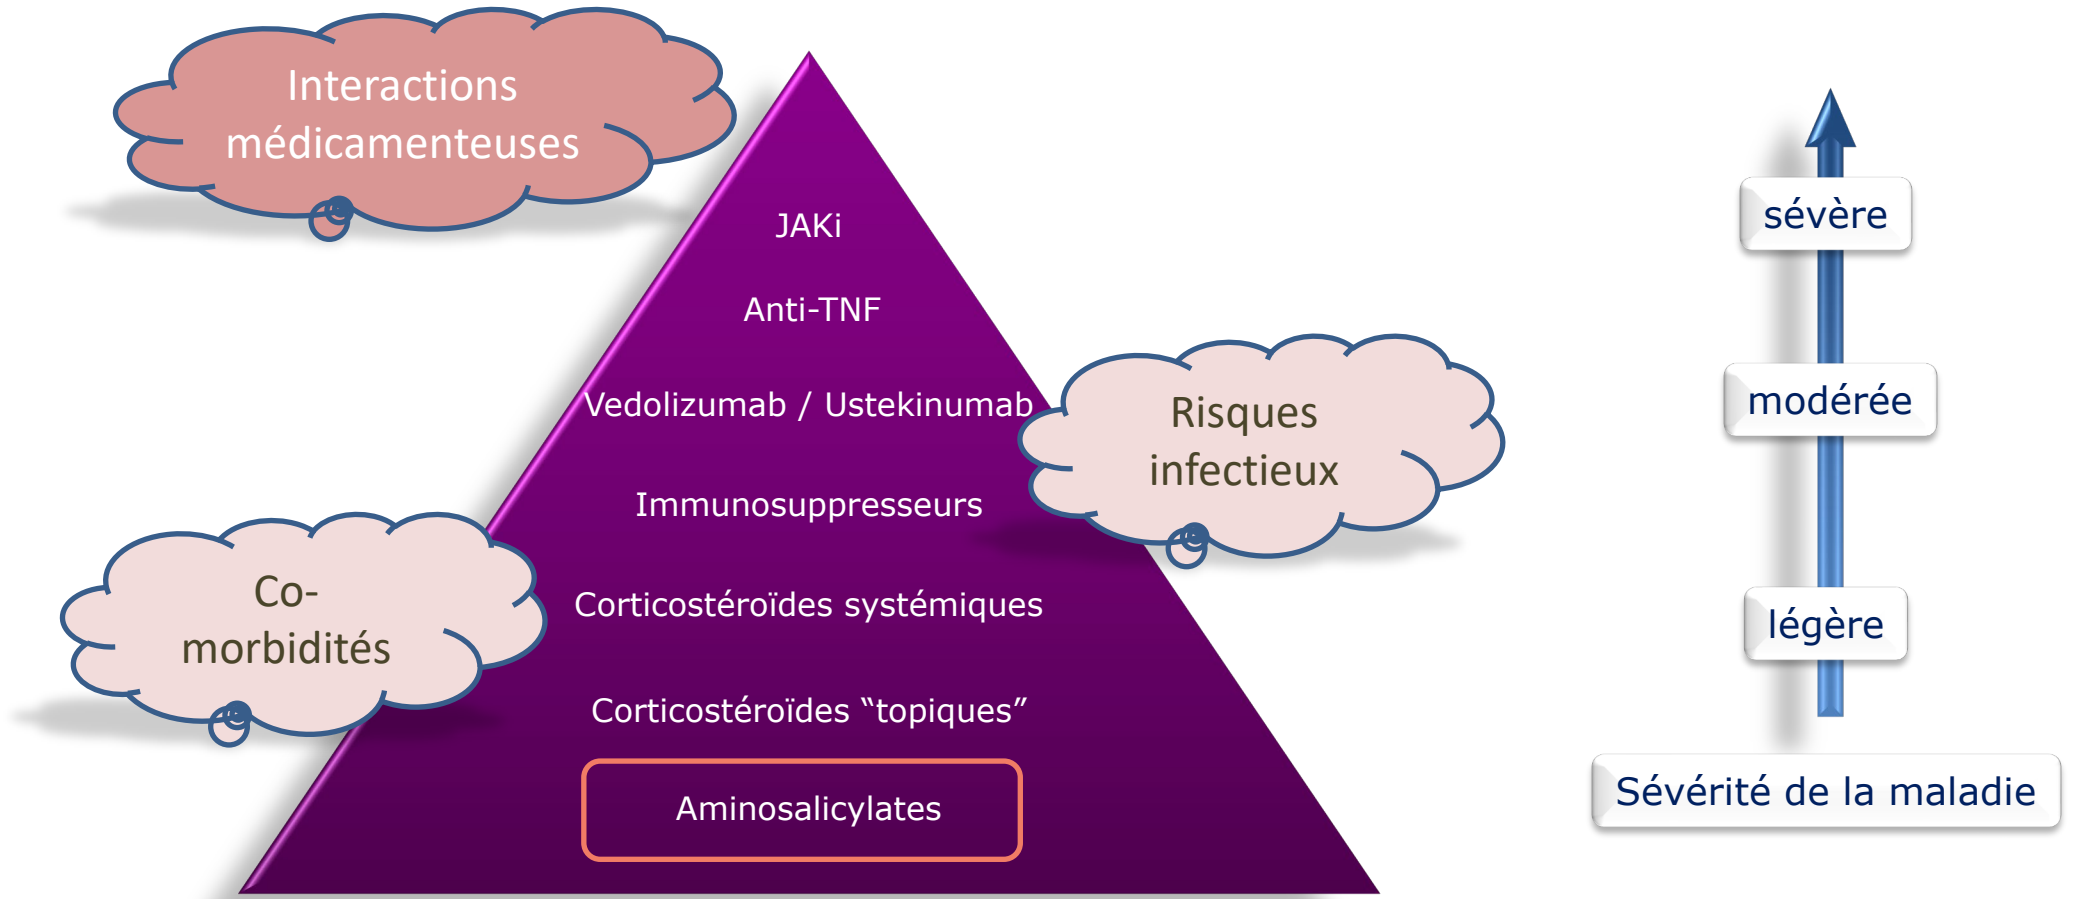 Interactions
médicamenteuses
JAKi
Anti-TNF
Vedolizumab / Ustekinumab
Immunosuppresseurs
Corticostéroïdes systémiques
Corticostéroïdes “topiques”
Aminosalicylates
Risques
infectieux
Co-
morbidités
sévère
modérée
légère
Sévérité de la maladie